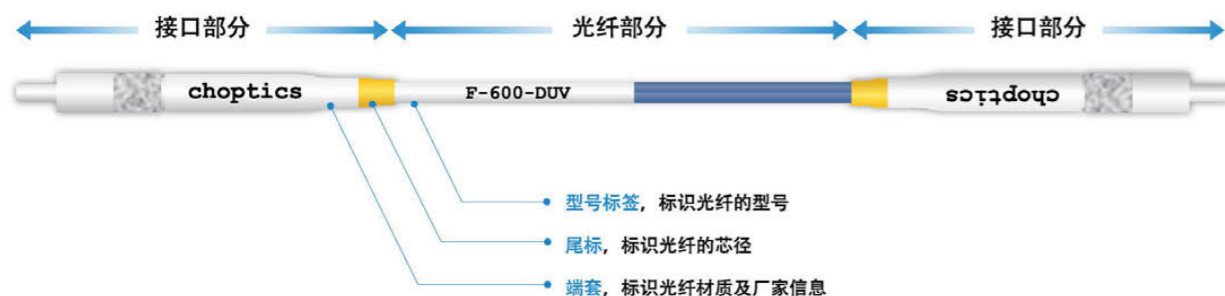 接口部分 光纤部分 接口部分
choptics F-600-DUV choptics
型号标签，标识光纤的型号
尾标，标识光纤的芯径
端套，标识光纤材质及厂家信息